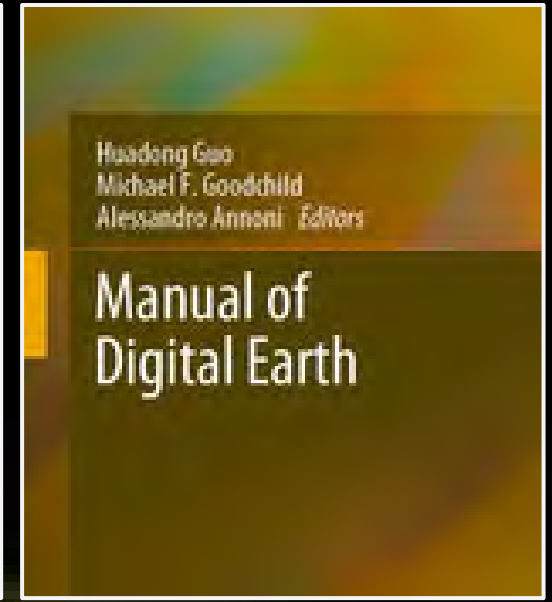 Huadong Guo
Michael F. Goodchild
Alessandro Annoni Editors
Manual of
Digital Earth